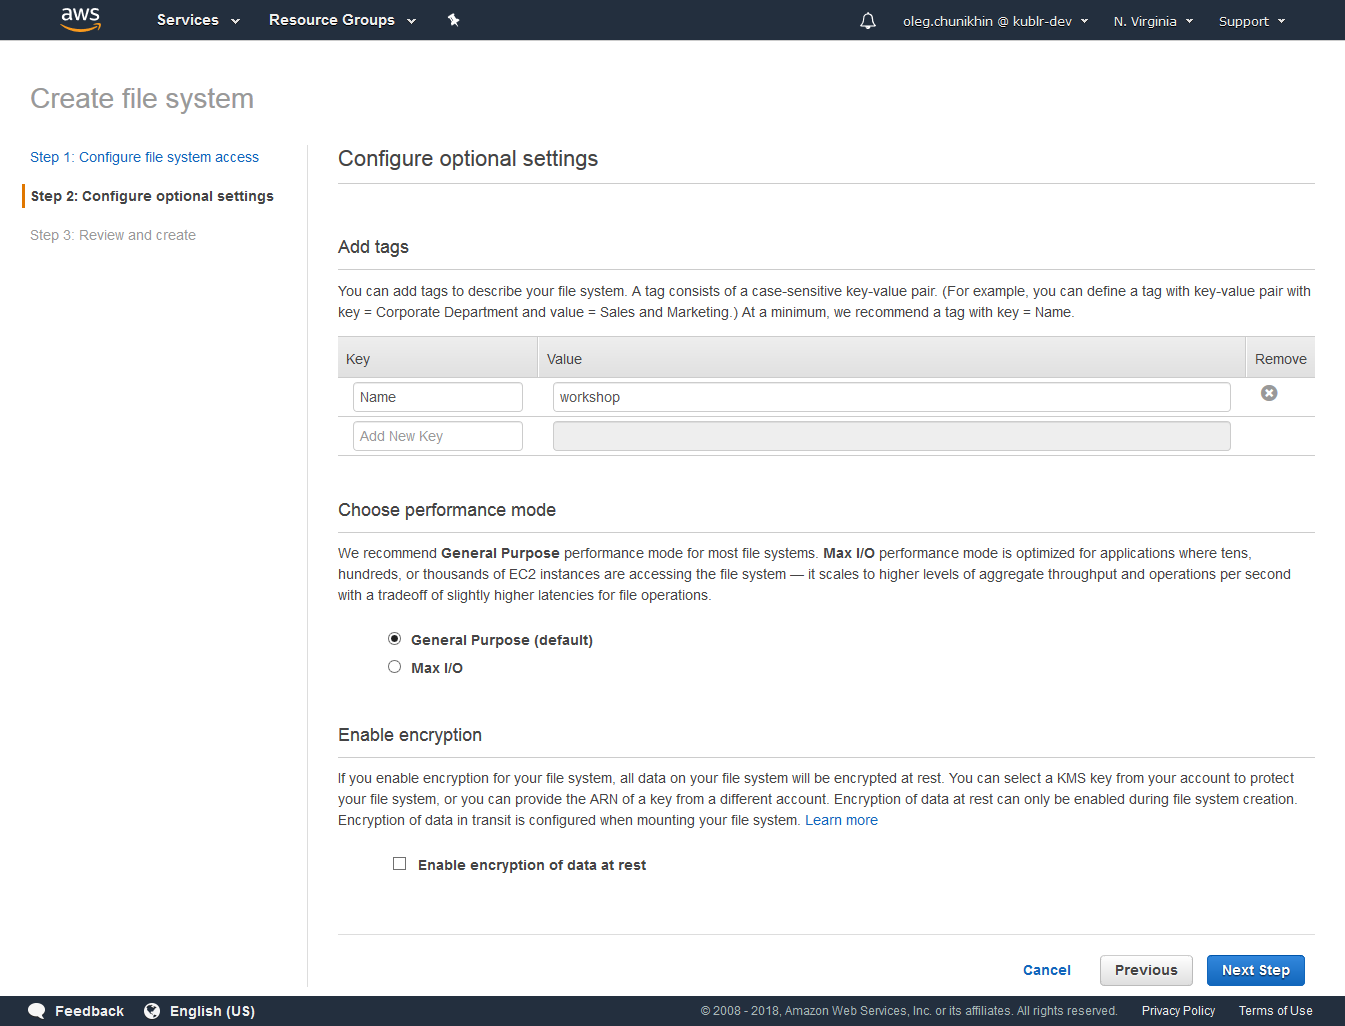 aws Services Resource Groups oleg.chunikhin @ kublr-dev N. Virginia Support
Create file system
Step 1: Configure file system access
Step 2: Configure optional settings
Step 3: Review and create
Configure optional settings
Add tags
You can add tags to describe your file system. A tag consists of a case-sensitive key-value pair. (For example, you can define a tag with key-value pair with
key = Corporate Department and value = Sales and Marketing.) At a minimum, we recommend a tag with key = Name.
Key Value Remove
Name workshop
Add New Key
Choose performance mode
We recommend General Purpose performance mode for most file systems. Max I/O performance mode is optimized for applications where tens,
hundreds, or thousands of EC2 instances are accessing the file system — it scales to higher levels of aggregate throughput and operations per second
with a tradeoff of slightly higher latencies for file operations.
General Purpose (default)
Max I/O
Enable encryption
If you enable encryption for your file system, all data on your file system will be encrypted at rest. You can select a KMS key from your account to protect
your file system, or you can provide the ARN of a key from a different account. Encryption of data at rest can only be enabled during file system creation.
Encryption of data in transit is configured when mounting your file system. Learn more
Enable encryption of data at rest
Cancel Previous Next Step
Feedback English (US) © 2008 - 2018, Amazon Web Services, Inc. or its affiliates. All rights reserved. Privacy Policy Terms of Use